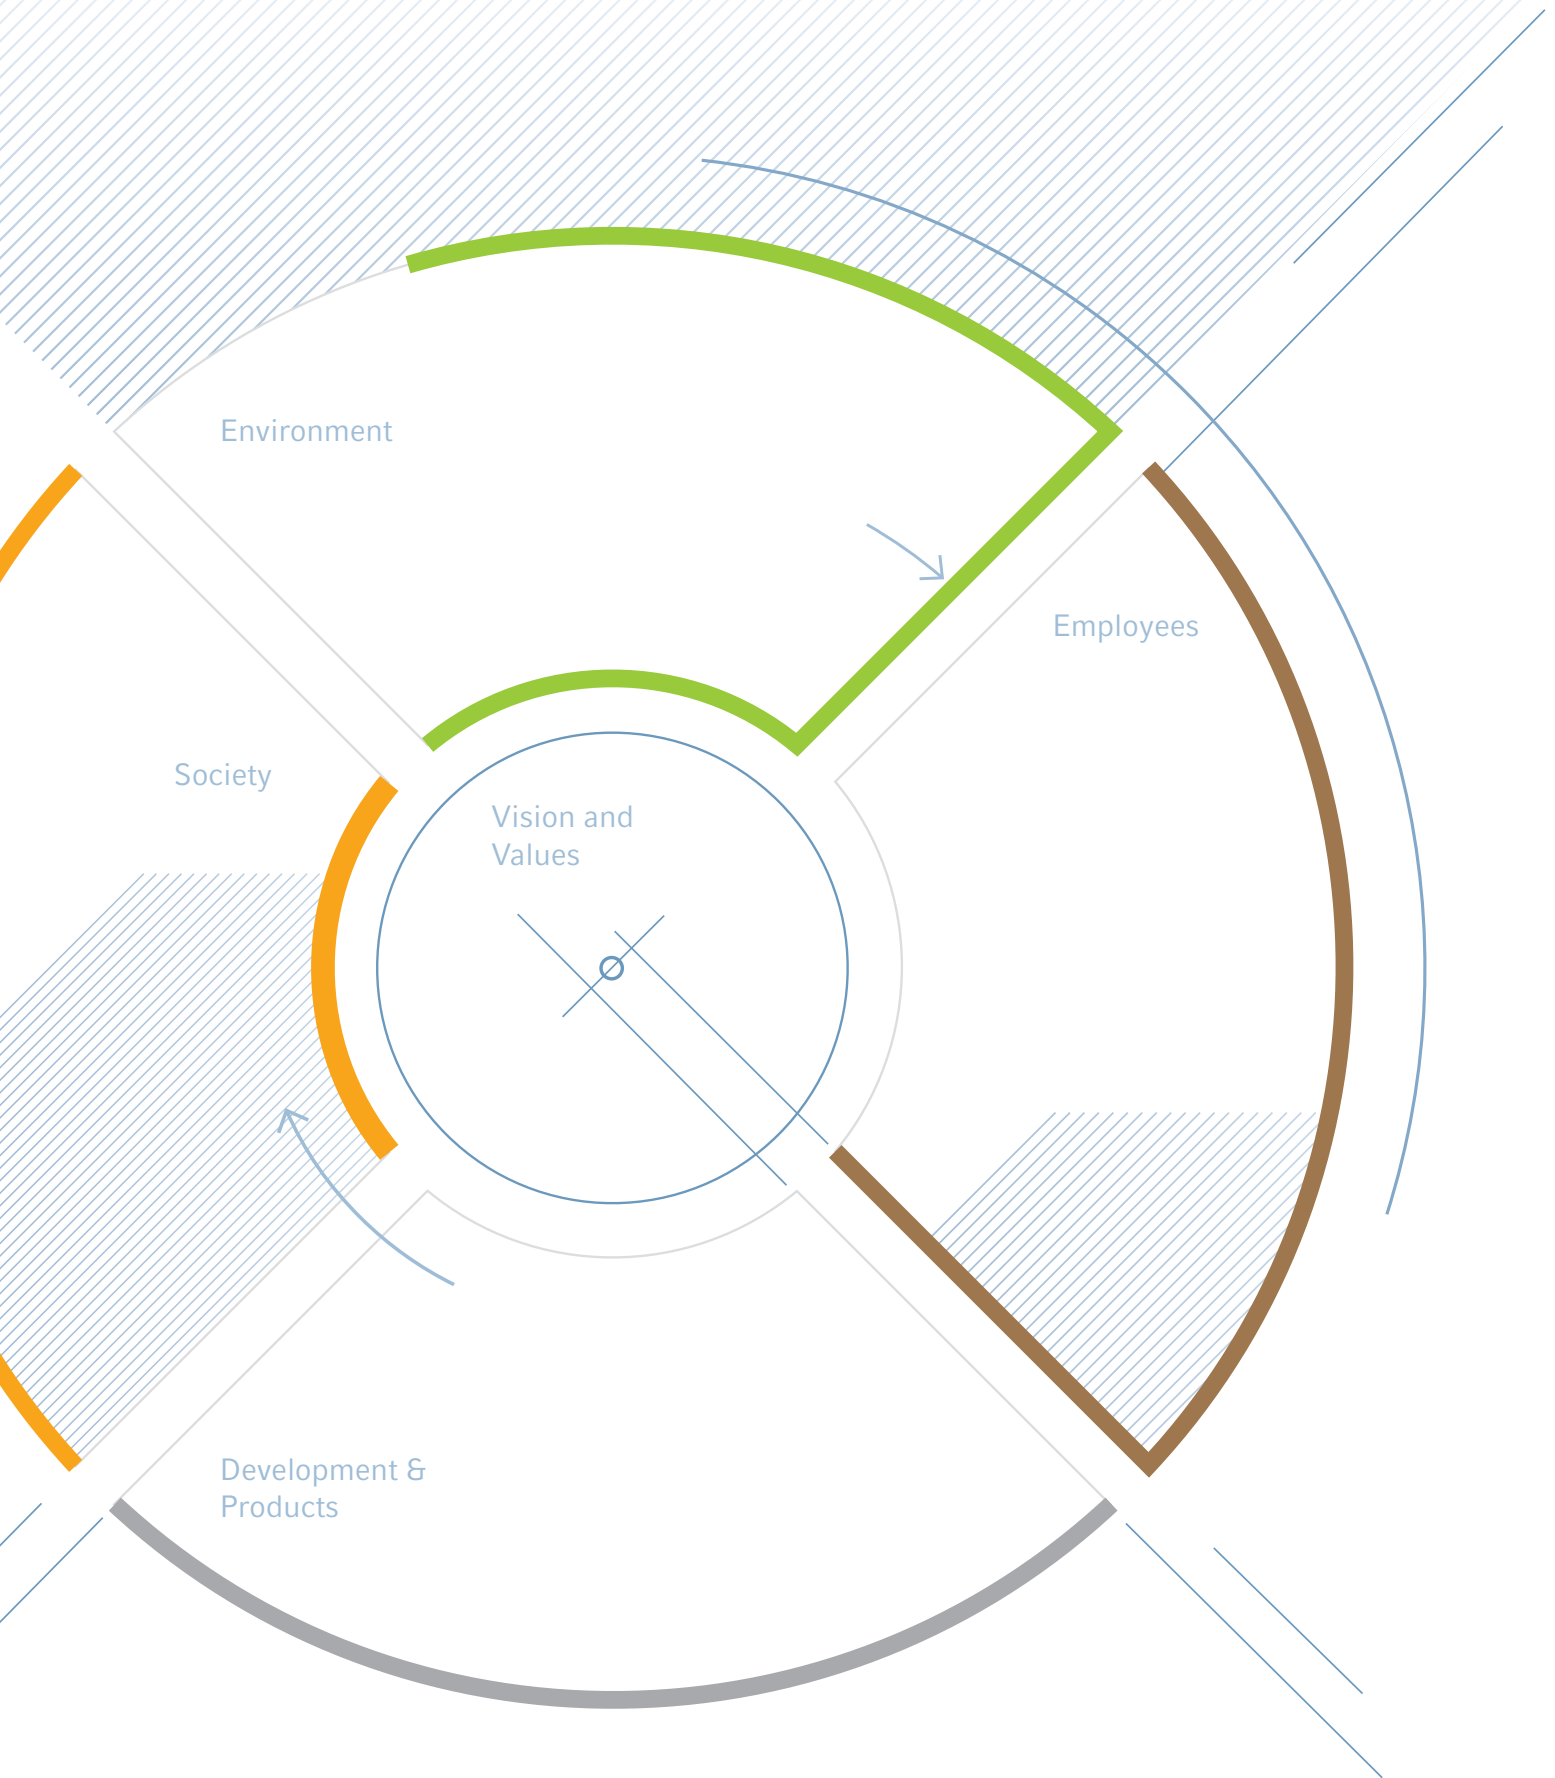 Environment
Employees
Society
Vision and
Values
Development &
Products